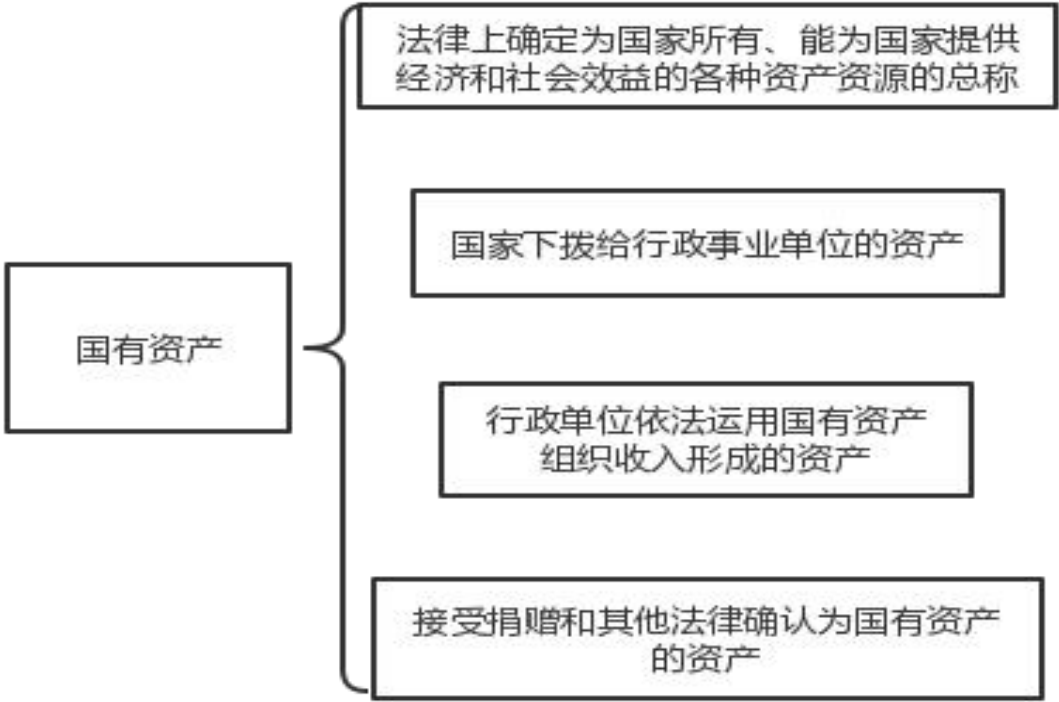 法律上确定为国家所有、能为国家提供
经济和社会效益的各种资产资源的总称
国家下拨给行政事业单位的资产
国有资产
行政单位依法运用国有资产
组织收入形成的资产
接受捐赠和其他法律确认为国有资产
的资产